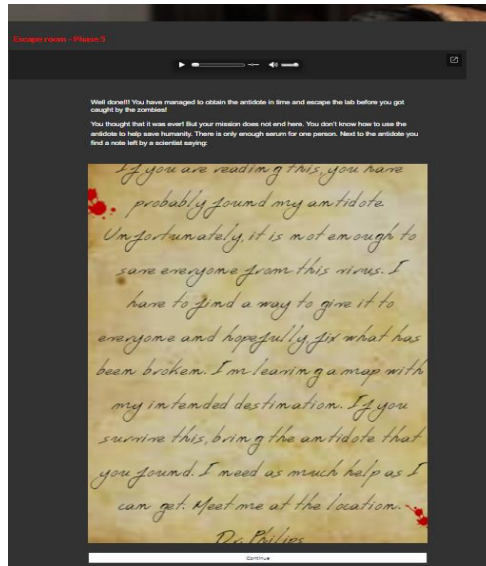 Escape room - Phase 5
Well done!!! You have managed to obtain the antidote in time and escape the lab before you got
caught by the zombies!
You thought that it was over! But your mission does not end here. You don't know how to use the
antidote to help save humanity. There is only enough serum for one person. Next to the antidote you
find a note left by a scientist saying:
If you are reading this, you have
probably found my antidote
Unfortunately, it is not enough to
save everyone from this virus. I
have to find a way to give it to
everyone and hopefully fix what has
been broken. I'm leaving a map with
my intended destination. If you
survive this, bring the antidote that
you found. I need as much help as I
can get. Meet me at the location.
Dr. Philips
Continue